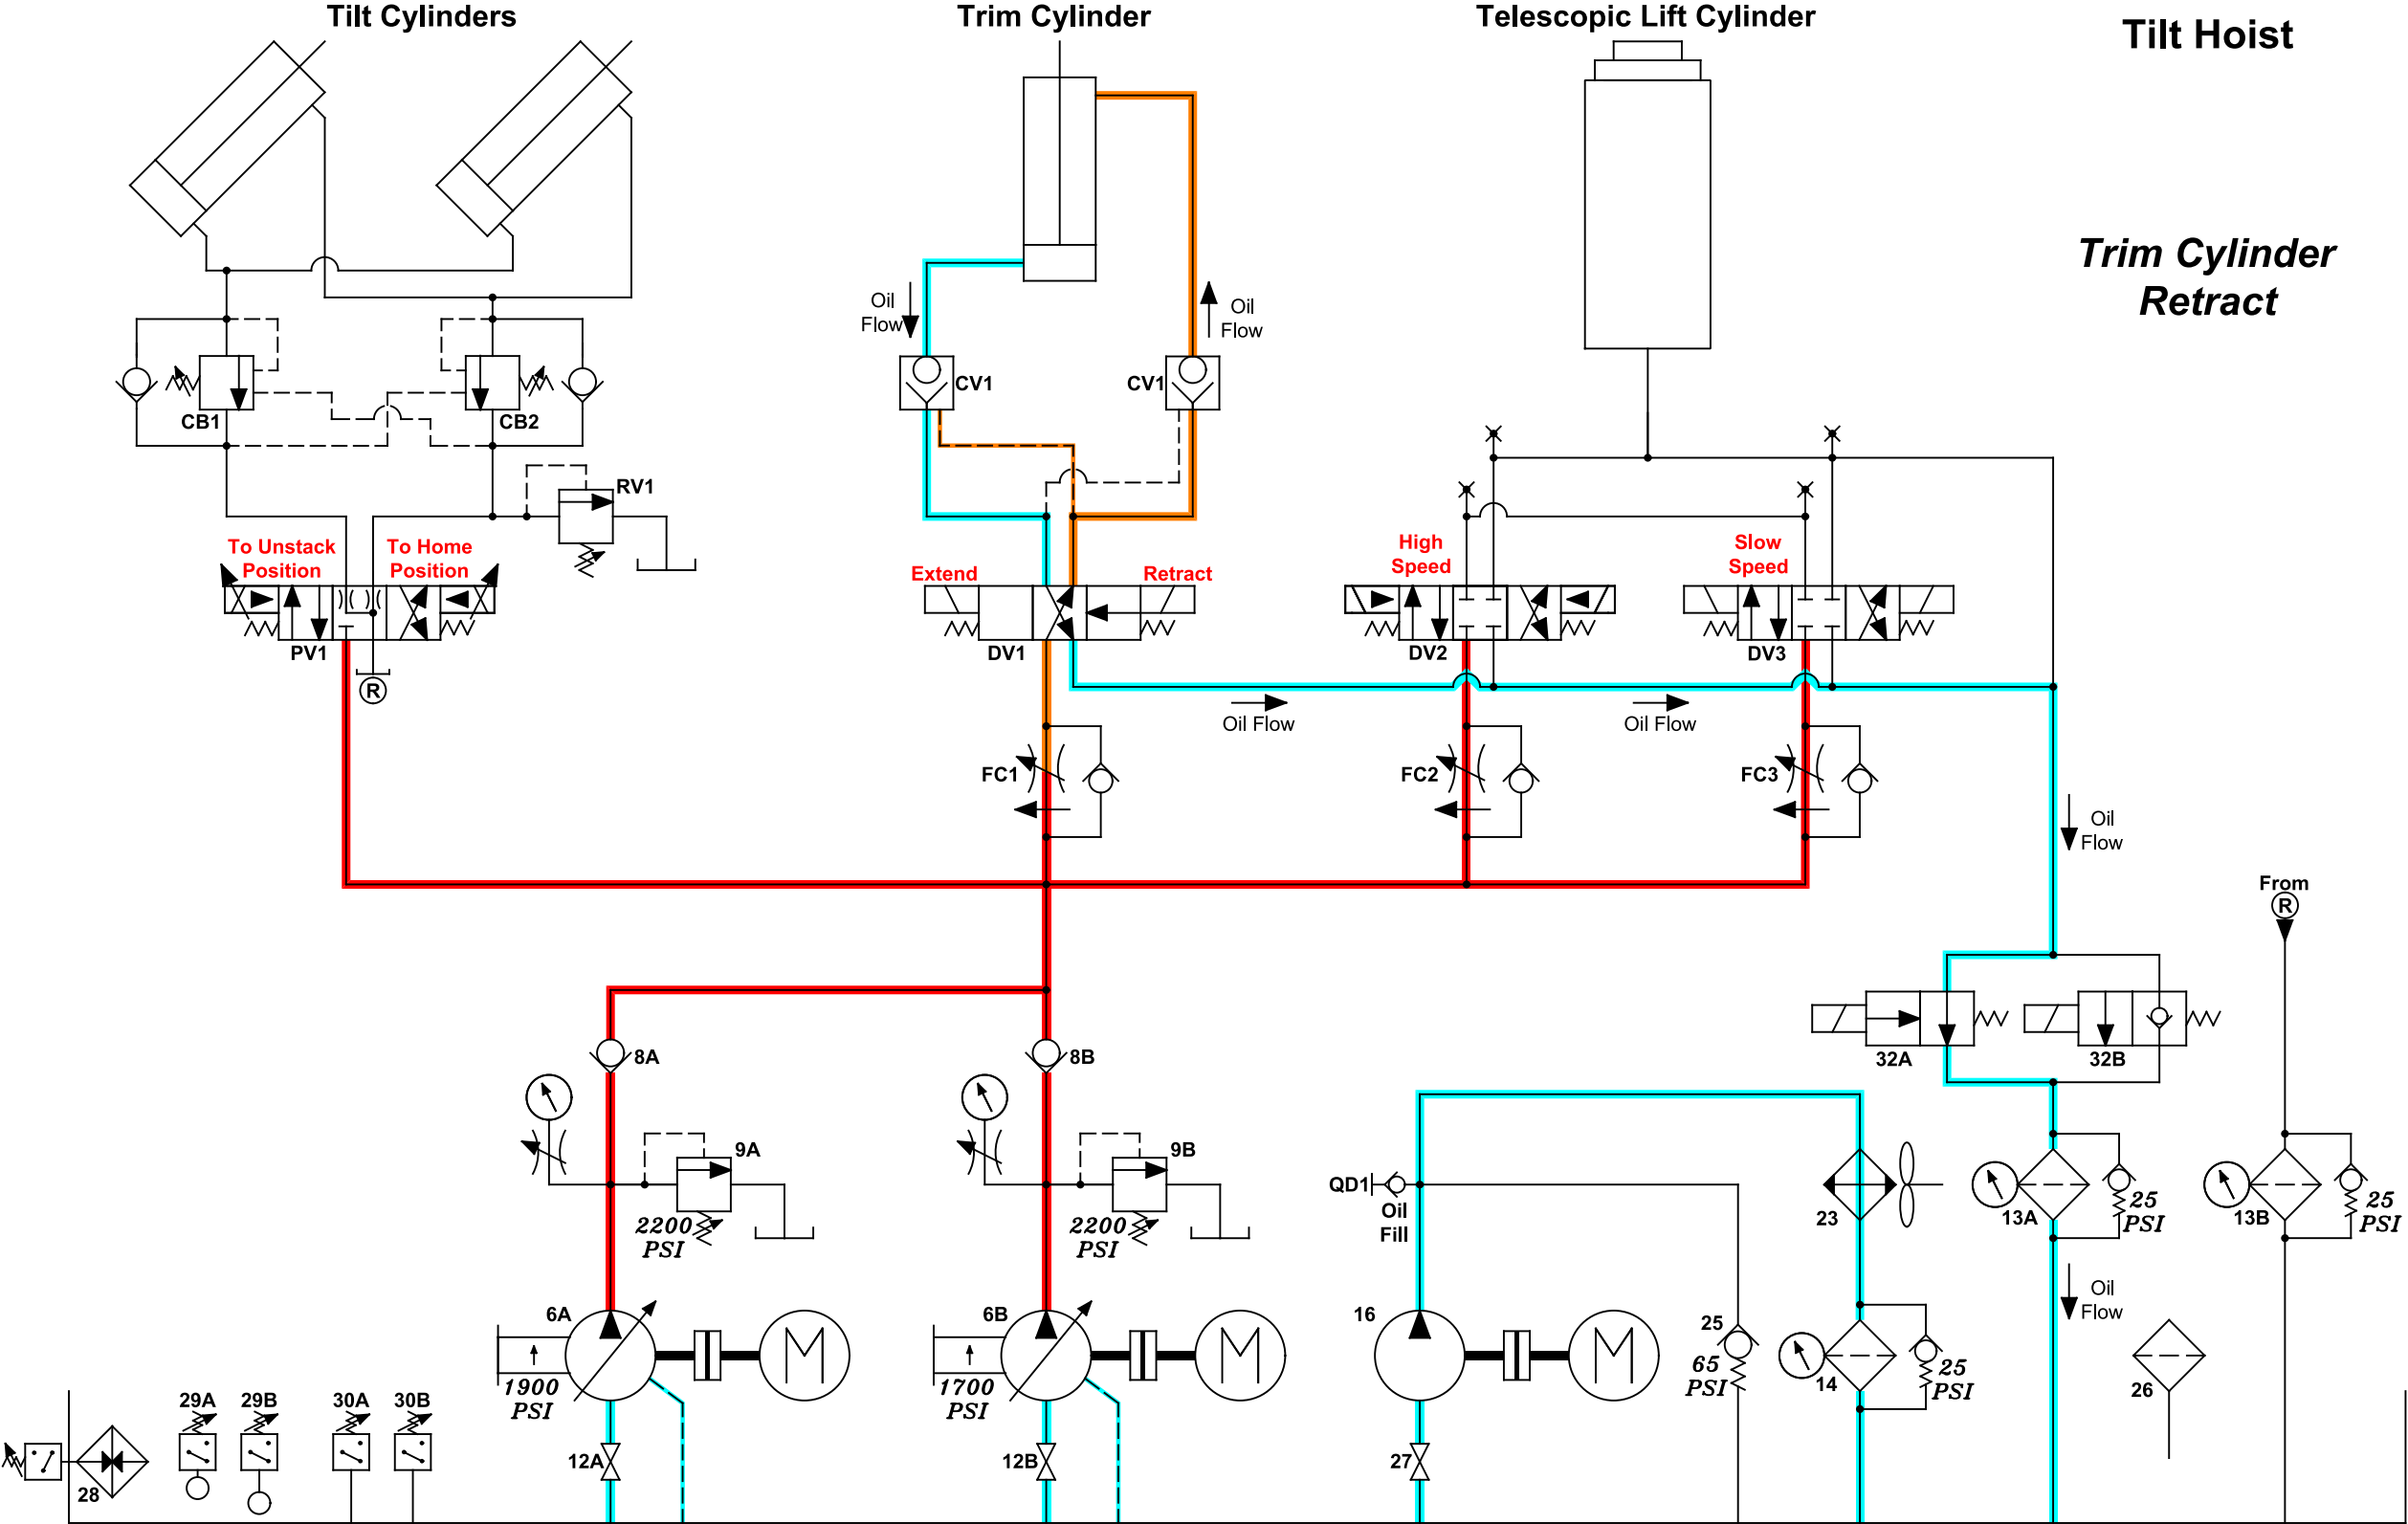 Tilt Cylinders
Trim Cylinder
Telescopic Lift Cylinder
Tilt Hoist
Trim Cylinder
Retract
Oil
Flow
Oil
Flow
CB1
CB2
CV1
CV1
RV1
To Unstack
Position
To Home
Position
Extend
Retract
High
Speed
Slow
Speed
PV1
R
DV1
DV2
DV3
Oil Flow
Oil Flow
FC1
FC2
FC3
Oil
Flow
From
R
8A
8B
32A
32B
9A
2200
PSI
9B
2200
PSI
QD1
Oil
Fill
23
13A
25
PSI
13B
25
PSI
6A
1900
PSI
M
6B
1700
PSI
M
16
M
25
65
PSI
14
25
PSI
Oil
Flow
26
29A
29B
30A
30B
28
12A
12B
27